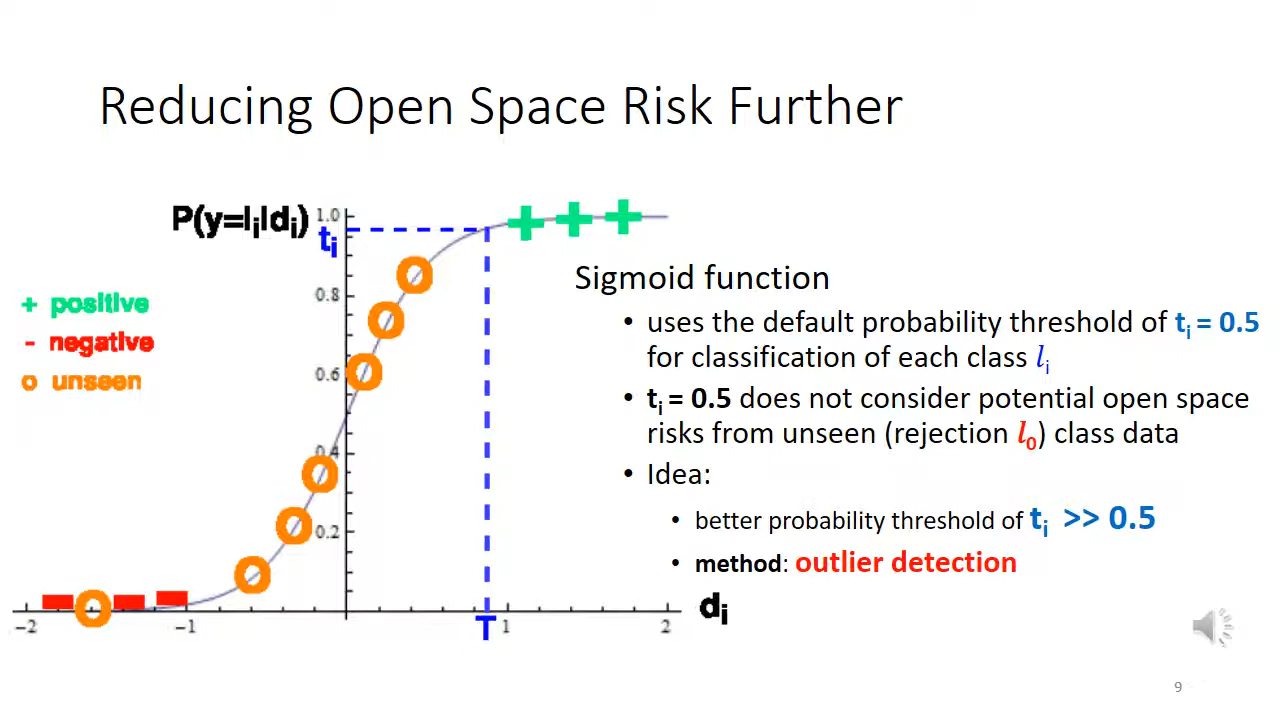 Reducing Open Space Risk Further
P(y=lᵢ|dᵢ)
1.0
tᵢ
0.8
0.6
0.4
0.2
+ positive
- negative
o unseen
−2
−1
T
1
2
dᵢ
Sigmoid function
• uses the default probability threshold of tᵢ = 0.5
for classification of each class lᵢ
• tᵢ = 0.5 does not consider potential open space
risks from unseen (rejection l₀) class data
• Idea:
• better probability threshold of tᵢ >> 0.5
• method: outlier detection
9